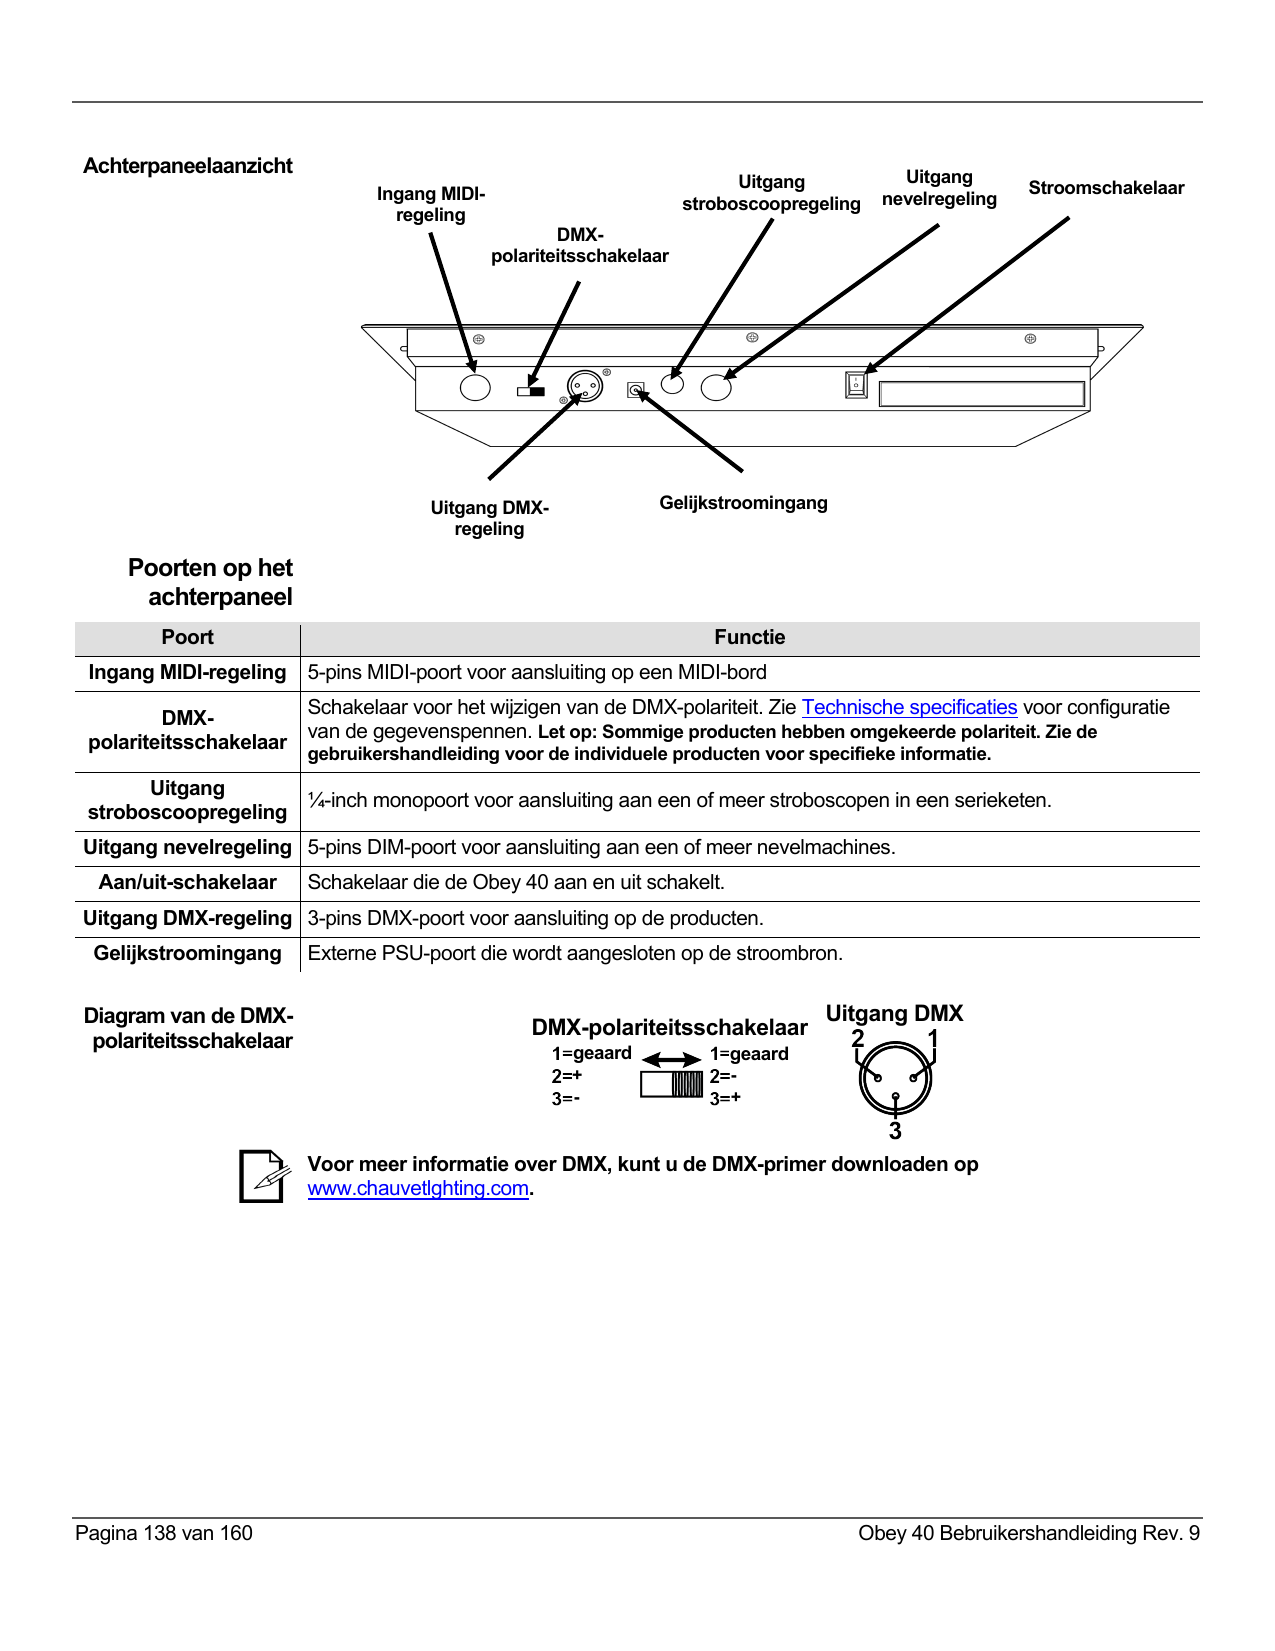 Achterpaneelaanzicht
Ingang MIDI-
regeling
DMX-
polariteitsschakelaar
Uitgang
stroboscoopregeling
Uitgang
nevelregeling
Stroomschakelaar
Uitgang DMX-
regeling
Gelijkstroomingang
Poorten op het
achterpaneel
Poort
Functie
Ingang MIDI-regeling
5-pins MIDI-poort voor aansluiting op een MIDI-bord
DMX-
polariteitsschakelaar
Schakelaar voor het wijzigen van de DMX-polariteit. Zie Technische specificaties voor configuratie
van de gegevenspennen. Let op: Sommige producten hebben omgekeerde polariteit. Zie de
gebruikershandleiding voor de individuele producten voor specifieke informatie.
Uitgang
stroboscoopregeling
¼-inch monopoort voor aansluiting aan een of meer stroboscopen in een serieketen.
Uitgang nevelregeling
5-pins DIM-poort voor aansluiting aan een of meer nevelmachines.
Aan/uit-schakelaar
Schakelaar die de Obey 40 aan en uit schakelt.
Uitgang DMX-regeling
3-pins DMX-poort voor aansluiting op de producten.
Gelijkstroomingang
Externe PSU-poort die wordt aangesloten op de stroombron.
Diagram van de DMX-
polariteitsschakelaar
DMX-polariteitsschakelaar
1=geaard
2=+
3=-
1=geaard
2=-
3=+
Uitgang DMX
2
1
3
Voor meer informatie over DMX, kunt u de DMX-primer downloaden op
www.chauvetlghting.com.
Pagina 138 van 160
Obey 40 Bebruikershandleiding Rev. 9